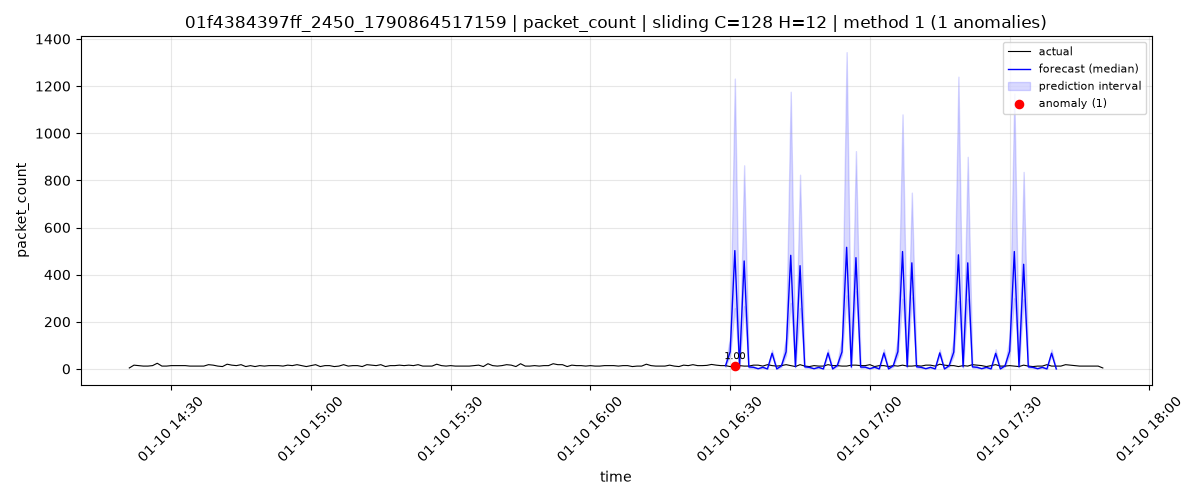 01f4384397ff_2450_1790864517159 | packet_count | sliding C=128 H=12 | method 1 (1 anomalies)
actual
forecast (median)
prediction interval
anomaly (1)
packet_count
1400
1200
1000
800
600
400
200
0
1.00
01-10 14:30
01-10 15:00
01-10 15:30
01-10 16:00
01-10 16:30
01-10 17:00
01-10 17:30
01-10 18:00
time